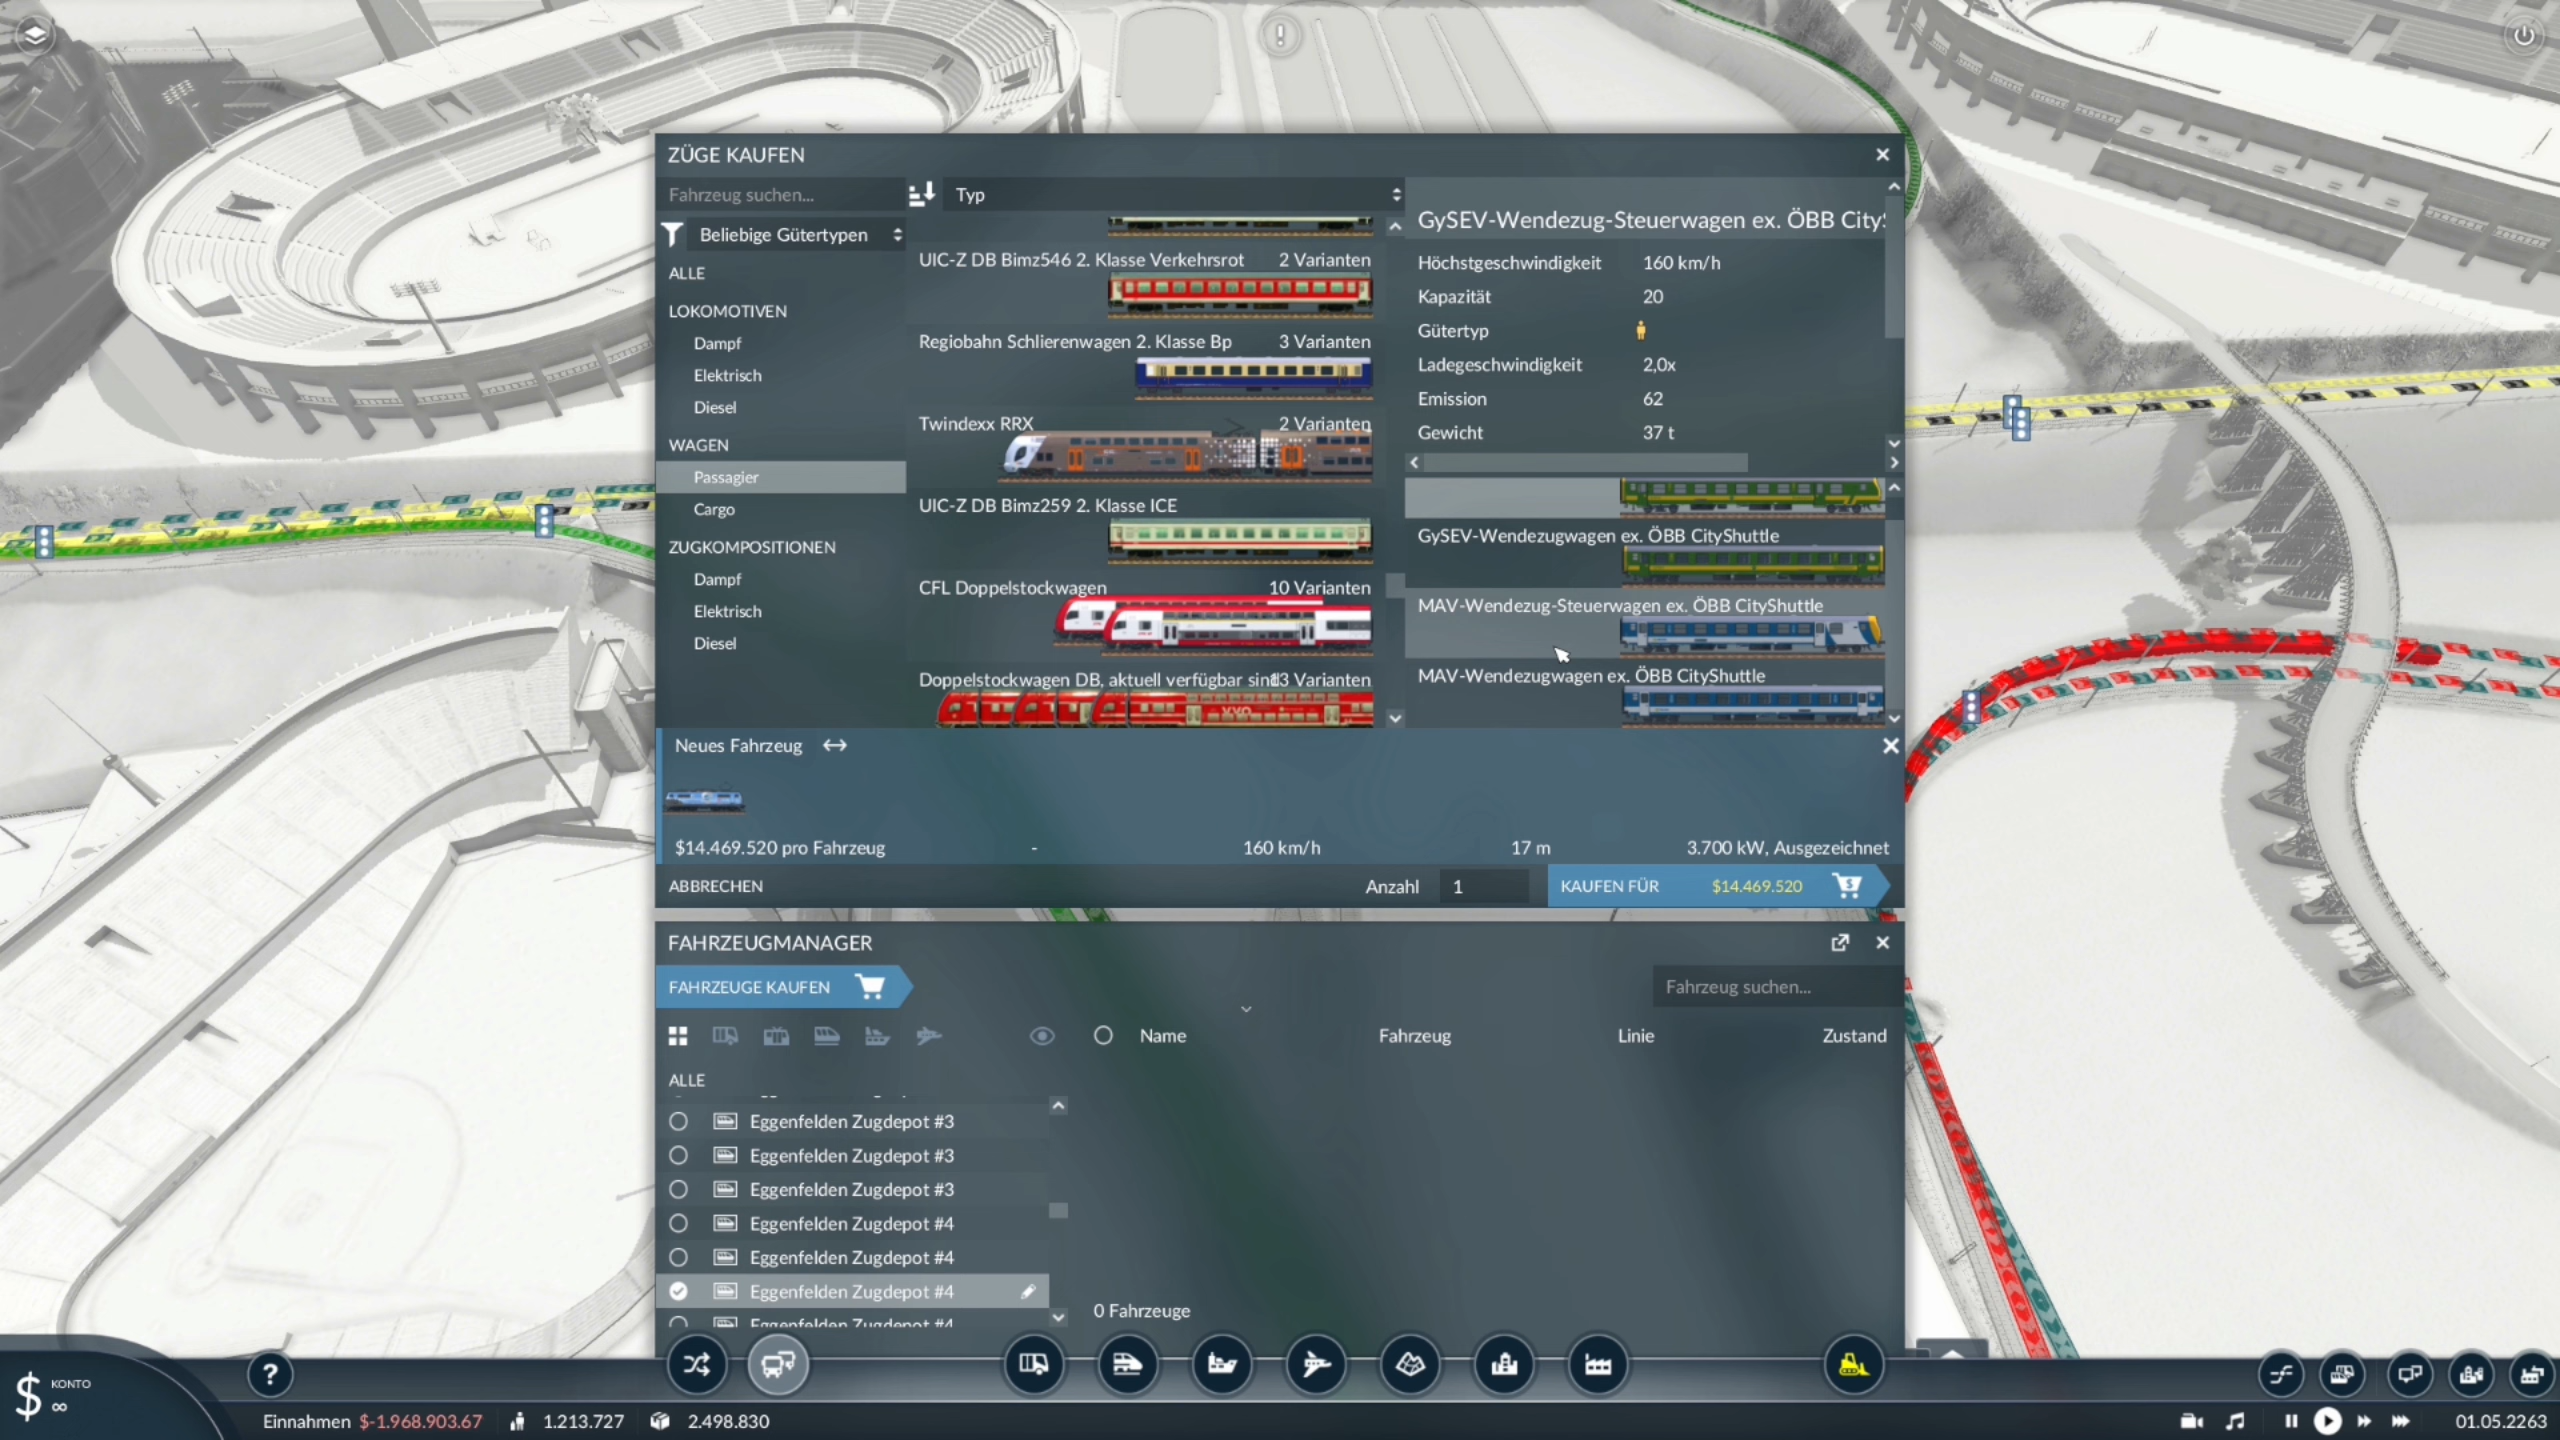 ZÜGE KAUFEN
Fahrzeug suchen...
Typ
Beliebige Gütertypen
ALLE
LOKOMOTIVEN
Dampf
Elektrisch
Diesel
WAGEN
Passagier
Cargo
ZUGKOMPOSITIONEN
Dampf
Elektrisch
Diesel
UIC-Z DB Bimz546 2. Klasse Verkehrsrot 2 Varianten
Regiobahn Schlierenwagen 2. Klasse Bp 3 Varianten
Twindexx RRX 2 Varianten
UIC-Z DB Bimz259 2. Klasse ICE
CFL Doppelstockwagen 10 Varianten
Doppelstockwagen DB, aktuell verfügbar sind 13 Varianten
VVO
GySEV-Wendezug-Steuerwagen ex. ÖBB CityS
Höchstgeschwindigkeit 160 km/h
Kapazität 20
Gütertyp
Ladegeschwindigkeit 2,0x
Emission 62
Gewicht 37 t
GySEV-Wendezugwagen ex. ÖBB CityShuttle
MAV-Wendezug-Steuerwagen ex. ÖBB CityShuttle
MAV-Wendezugwagen ex. ÖBB CityShuttle
Neues Fahrzeug
$14.469.520 pro Fahrzeug - 160 km/h 17 m 3.700 kW, Ausgezeichnet
ABBRECHEN Anzahl 1 KAUFEN FÜR $14.469.520
FAHRZEUGMANAGER
FAHRZEUGE KAUFEN
Fahrzeug suchen...
Name Fahrzeug Linie Zustand
ALLE
Eggenfelden Zugdepot #3
Eggenfelden Zugdepot #3
Eggenfelden Zugdepot #3
Eggenfelden Zugdepot #4
Eggenfelden Zugdepot #4
Eggenfelden Zugdepot #4
Eggenfelden Zugdepot #4
0 Fahrzeuge
$ KONTO
∞
?
Einnahmen $-1.968.903.67 1.213.727 2.498.830
01.05.2263